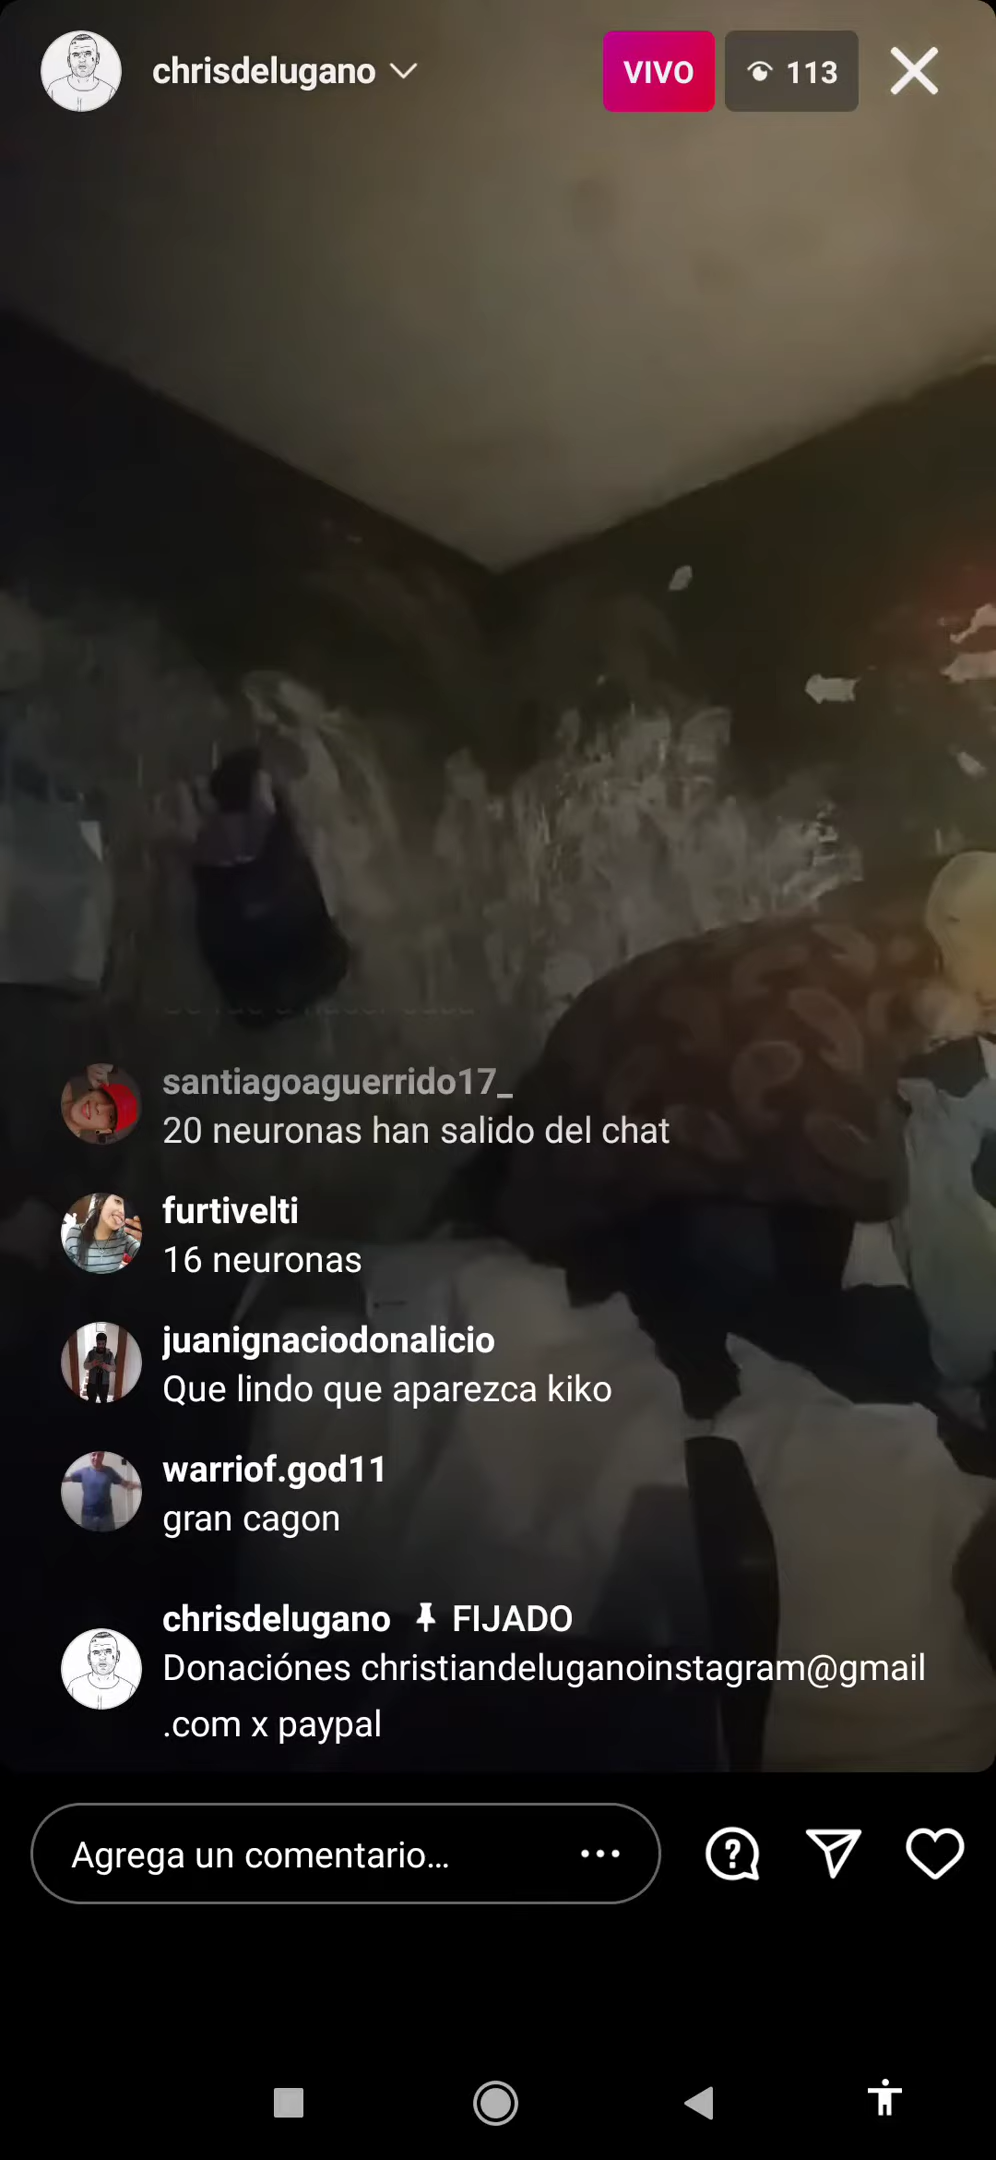 chrisdelugano
VIVO
113
santiagoaguerrido17_
20 neuronas han salido del chat
furtivelti
16 neuronas
juanignaciodonalicio
Que lindo que aparezca kiko
warriof.god11
gran cagon
chrisdelugano FIJADO
Donaciónes christiandeluganoinstagram@gmail
.com x paypal
Agrega un comentario...